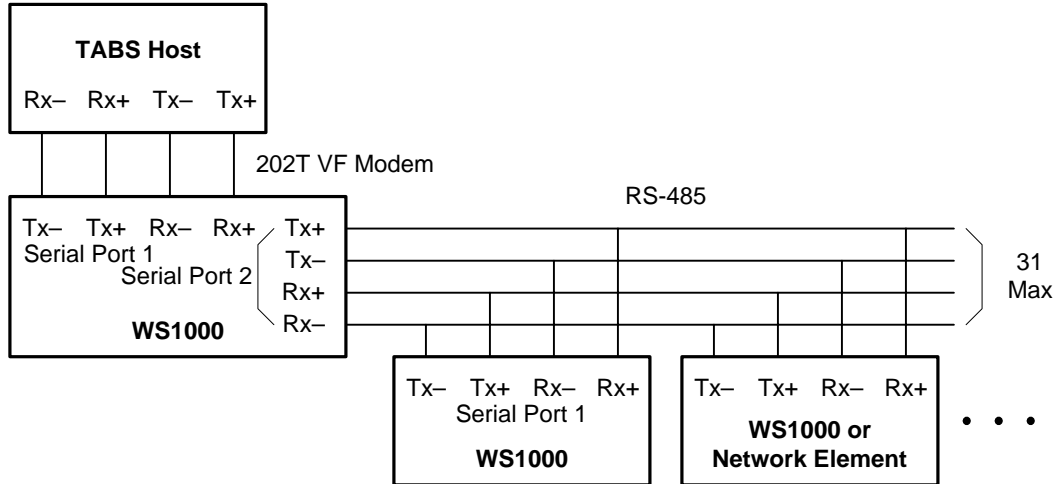 TABS Host
Rx– Rx+ Tx– Tx+
202T VF Modem
RS-485
Tx– Tx+ Rx– Rx+ Tx+
Serial Port 1
Tx–
Serial Port 2
Rx+
WS1000
Rx–
31
Max
Tx– Tx+ Rx– Rx+
Serial Port 1
WS1000
Tx– Tx+ Rx– Rx+
WS1000 or
Network Element
• • •